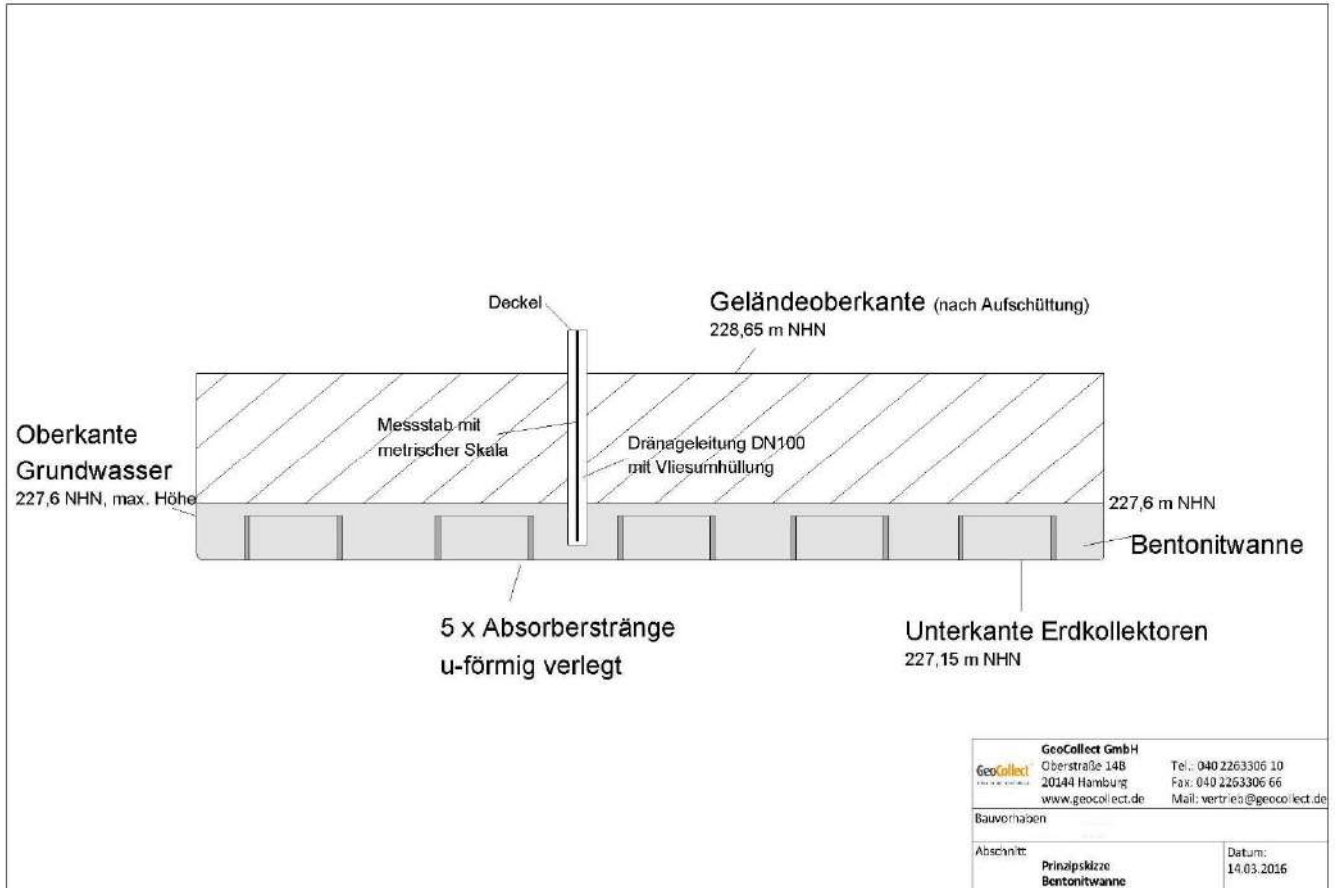 Deckel
Geländeoberkante (nach Aufschüttung)
228,65 m NHN
Oberkante
Grundwasser
227,6 NHN, max. Höhe
Messstab mit
metrischer Skala
Dränageleitung DN100
mit Vliesumhüllung
227,6 m NHN
Bentonitwanne
5 x Absorberstränge
u-förmig verlegt
Unterkante Erdkollektoren
227,15 m NHN
GeoCollect
GeoCollect GmbH
Oberstraße 14B
20144 Hamburg
www.geocollect.de
Tel.: 040 2263306 10
Fax: 040 2263306 66
Mail: vertrieb@geocollect.de
Bauvorhaben
Abschnitt:
Prinzipskizze
Bentonitwanne
Datum:
14.03.2016